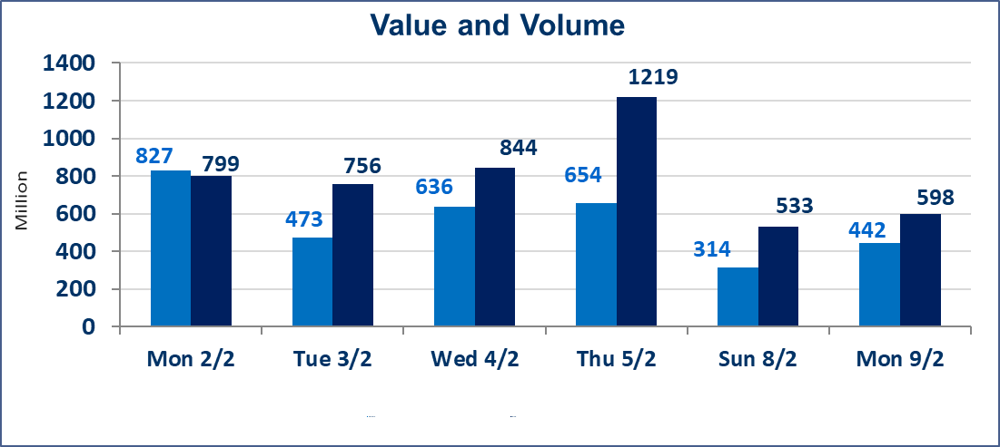 Value and Volume
Million
1400
1200
1000
800
600
400
200
0
827
799
473
756
636
844
654
1219
314
533
442
598
Mon 2/2
Tue 3/2
Wed 4/2
Thu 5/2
Sun 8/2
Mon 9/2